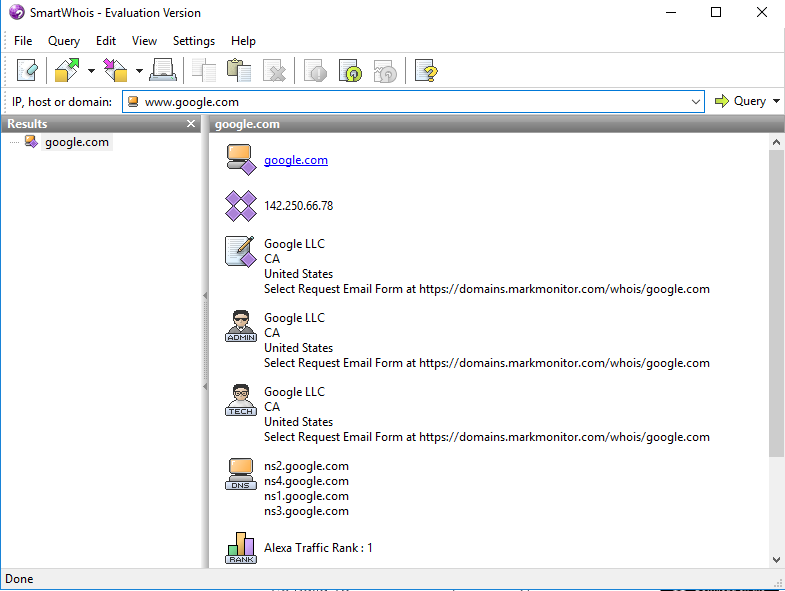 SmartWhois - Evaluation Version
File Query Edit View Settings Help
IP, host or domain: www.google.com Query
Results
google.com
google.com
google.com
142.250.66.78
Google LLC
CA
United States
Select Request Email Form at https://domains.markmonitor.com/whois/google.com
ADMIN
Google LLC
CA
United States
Select Request Email Form at https://domains.markmonitor.com/whois/google.com
TECH
Google LLC
CA
United States
Select Request Email Form at https://domains.markmonitor.com/whois/google.com
DNS
ns2.google.com
ns4.google.com
ns1.google.com
ns3.google.com
RANK
Alexa Traffic Rank : 1
Done